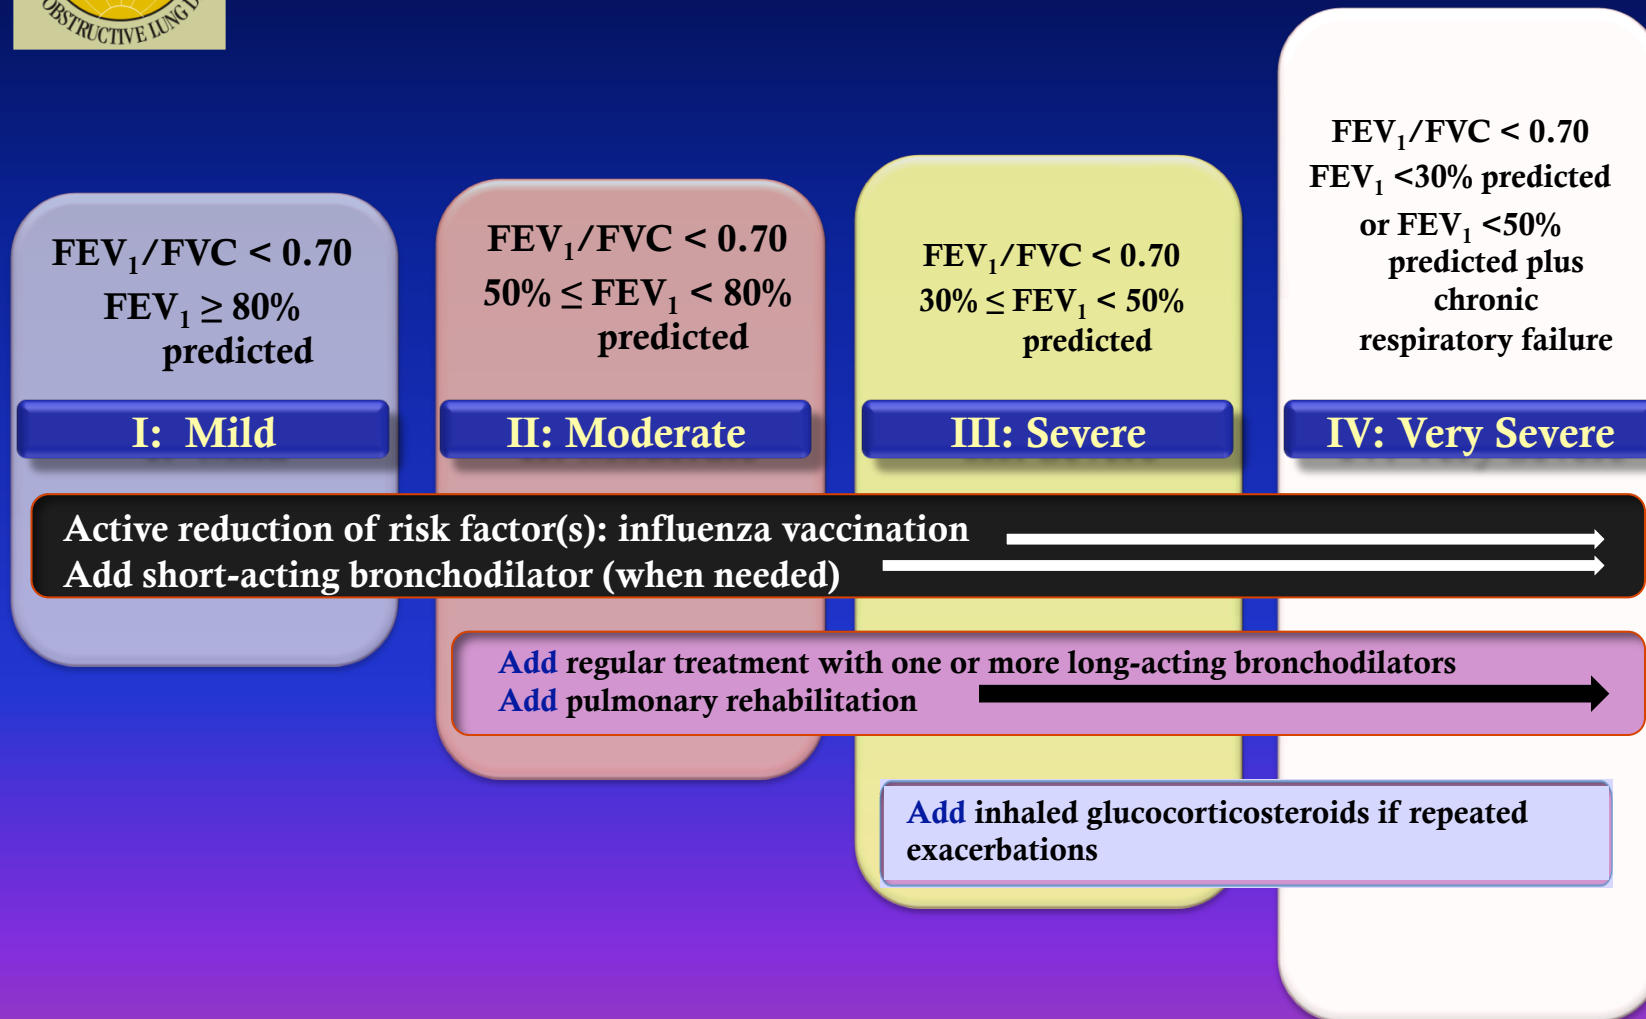 OBSTRUCTIVE LUNG D
FEV₁/FVC < 0.70
FEV₁ ≥ 80%
predicted
I: Mild
FEV₁/FVC < 0.70
50% ≤ FEV₁ < 80%
predicted
II: Moderate
FEV₁/FVC < 0.70
30% ≤ FEV₁ < 50%
predicted
III: Severe
FEV₁/FVC < 0.70
FEV₁ <30% predicted
or FEV₁ <50%
predicted plus
chronic
respiratory failure
IV: Very Severe
Active reduction of risk factor(s): influenza vaccination
Add short-acting bronchodilator (when needed)
Add regular treatment with one or more long-acting bronchodilators
Add pulmonary rehabilitation
Add inhaled glucocorticosteroids if repeated
exacerbations